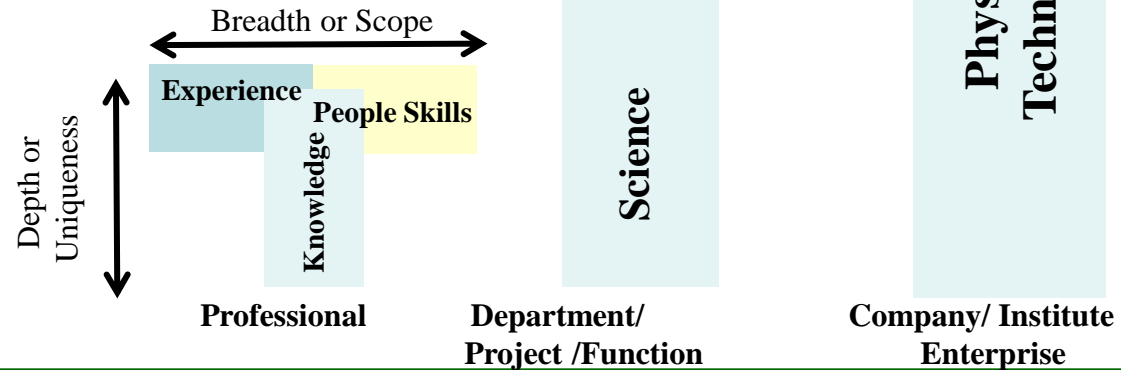 Breadth or Scope
Experience
People Skills
Knowledge
Depth or
Uniqueness
Science
Professional
Department/
Project /Function
Company/ Institute
Enterprise